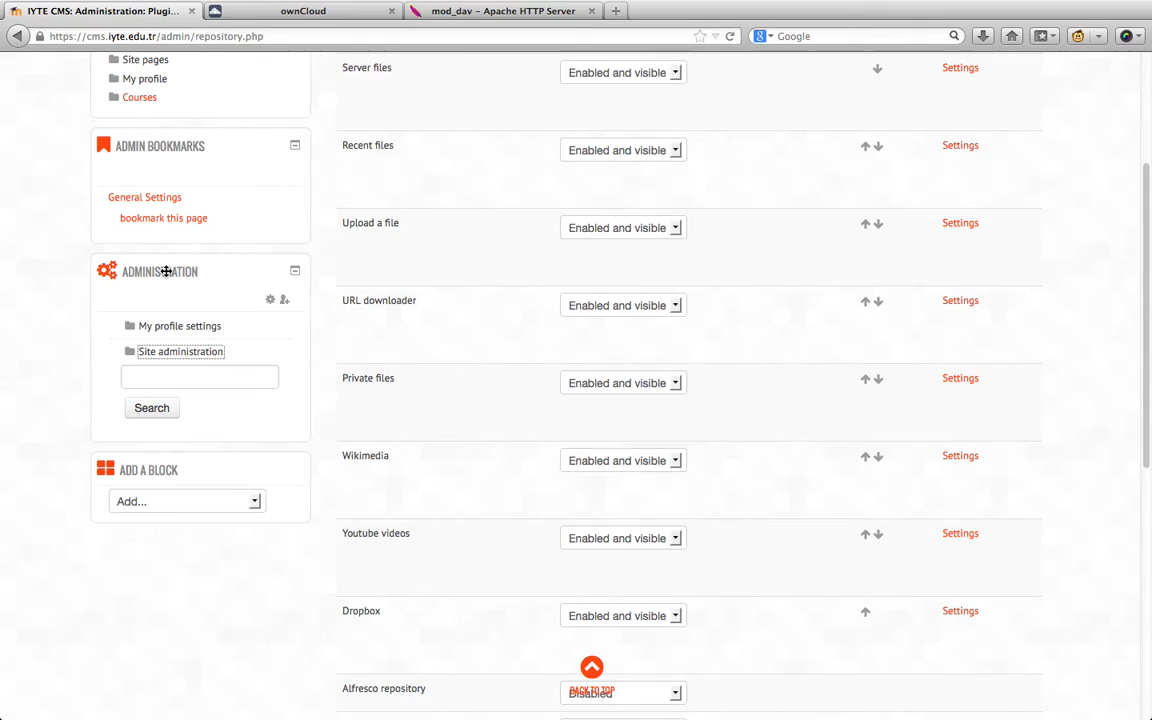 IYTE CMS: Administration: Plugi...
ownCloud
mod_dav - Apache HTTP Server
https://cms.iyte.edu.tr/admin/repository.php
Google
Site pages
My profile
Courses
ADMIN BOOKMARKS
General Settings
bookmark this page
ADMINISTRATION
My profile settings
Site administration
Search
ADD A BLOCK
Add...
Server files Enabled and visible Settings
Recent files Enabled and visible Settings
Upload a file Enabled and visible Settings
URL downloader Enabled and visible Settings
Private files Enabled and visible Settings
Wikimedia Enabled and visible Settings
Youtube videos Enabled and visible Settings
Dropbox Enabled and visible Settings
Alfresco repository Disabled
BACK TO TOP